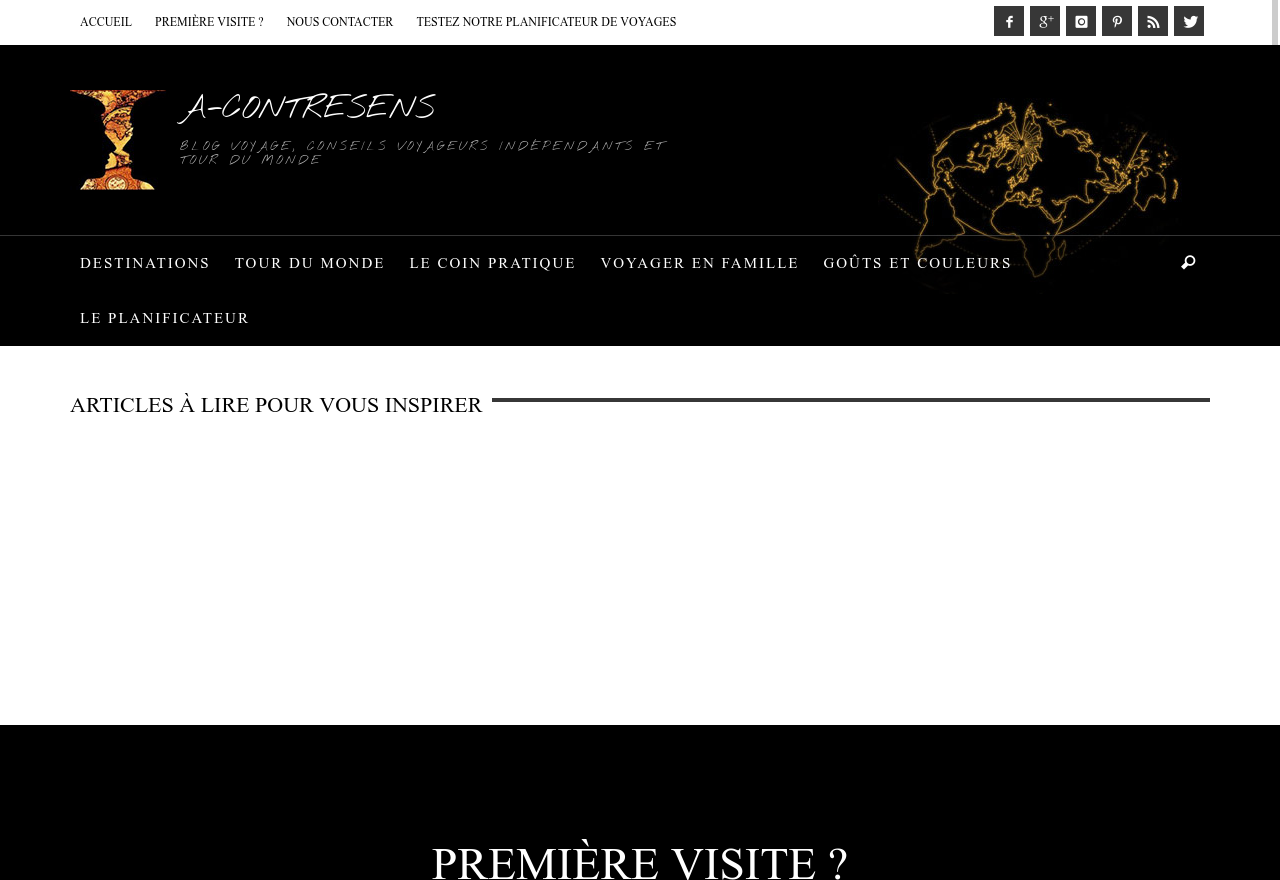 ACCUEIL PREMIÈRE VISITE ? NOUS CONTACTER TESTEZ NOTRE PLANIFICATEUR DE VOYAGES
A-CONTRESENS
BLOG VOYAGE, CONSEILS VOYAGEURS INDÉPENDANTS ET
TOUR DU MONDE
DESTINATIONS TOUR DU MONDE LE COIN PRATIQUE VOYAGER EN FAMILLE GOÛTS ET COULEURS
LE PLANIFICATEUR
ARTICLES À LIRE POUR VOUS INSPIRER
PREMIÈRE VISITE ?